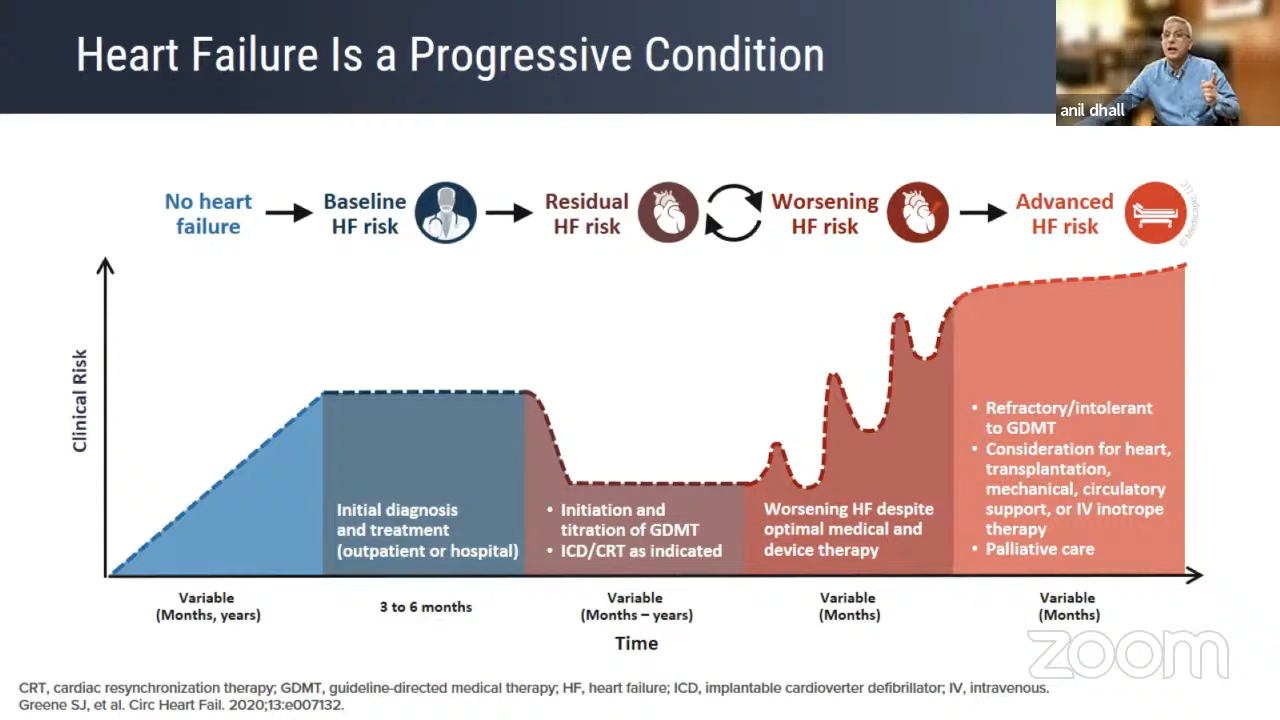 Heart Failure Is a Progressive Condition
anil dhall
No heart
failure
Baseline
HF risk
Residual
HF risk
Worsening
HF risk
Advanced
HF risk
© Medscape, LLC
Clinical Risk
Initial diagnosis
and treatment
(outpatient or hospital)
• Initiation and
titration of GDMT
• ICD/CRT as indicated
Worsening HF despite
optimal medical and
device therapy
• Refractory/intolerant
to GDMT
• Consideration for heart,
transplantation,
mechanical, circulatory
support, or IV inotrope
therapy
• Palliative care
Variable
(Months, years)
3 to 6 months
Variable
(Months – years)
Variable
(Months)
Variable
(Months)
Time
zoom
CRT, cardiac resynchronization therapy; GDMT, guideline-directed medical therapy; HF, heart failure; ICD, implantable cardioverter defibrillator; IV, intravenous.
Greene SJ, et al. Circ Heart Fail. 2020;13:e007132.